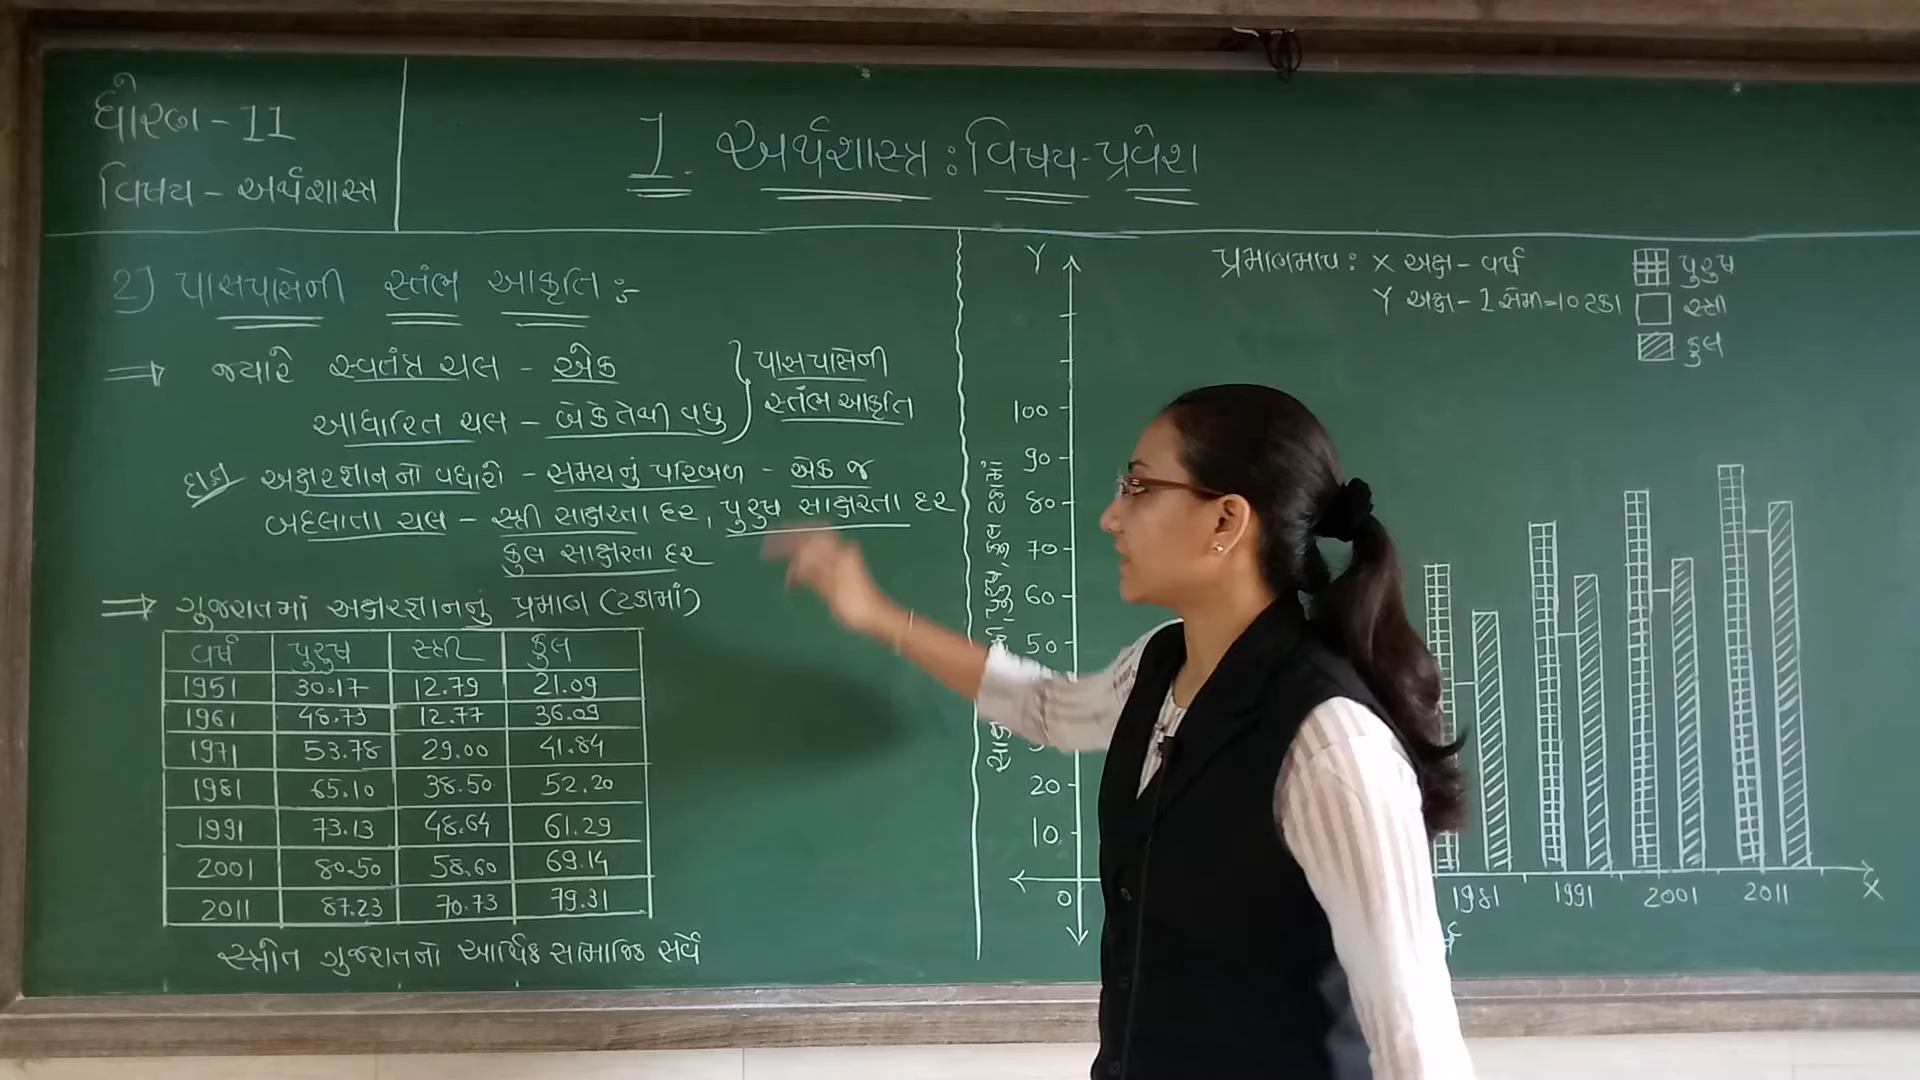 ધોરણ - 11
વિષય - અર્થશાસ્ત્ર
1. અર્થશાસ્ત્ર : વિષય-પ્રવેશ
2) પાસપાસેની સ્તંભ આકૃતિ :-
⇒ જ્યારે સ્વતંત્ર ચલ - એક
આધારિત ચલ - બે કે તેથી વધુ
પાસપાસેની
સ્તંભ આકૃતિ
દા.ત. અક્ષરજ્ઞાનનો વધારો - સમયનું પરિબળ - એક જ
બદલાતા ચલ - સ્ત્રી સાક્ષરતા દર, પુરુષ સાક્ષરતા દર
કુલ સાક્ષરતા દર
⇒ ગુજરાતમાં અક્ષરજ્ઞાનનું પ્રમાણ (ટકામાં)
વર્ષ પુરુષ સ્ત્રી કુલ
1951 30.17 12.79 21.09
1961 48.73 12.77 36.09
1971 53.78 29.00 41.84
1981 65.10 38.50 52.20
1991 73.13 48.64 61.29
2001 80.50 58.60 69.14
2011 87.23 70.73 79.31
સ્ત્રોત ગુજરાતનો આર્થિક સામાજિક સર્વે
પ્રમાણમાપ : X અક્ષ - વર્ષ
Y અક્ષ - 1 સેમી = 10 ટકા
પુરુષ
સ્ત્રી
કુલ
Y
100
90
80
70
60
50
20
10
0
પુરુષ, કુલ ટકામાં
1981 1991 2001 2011
X